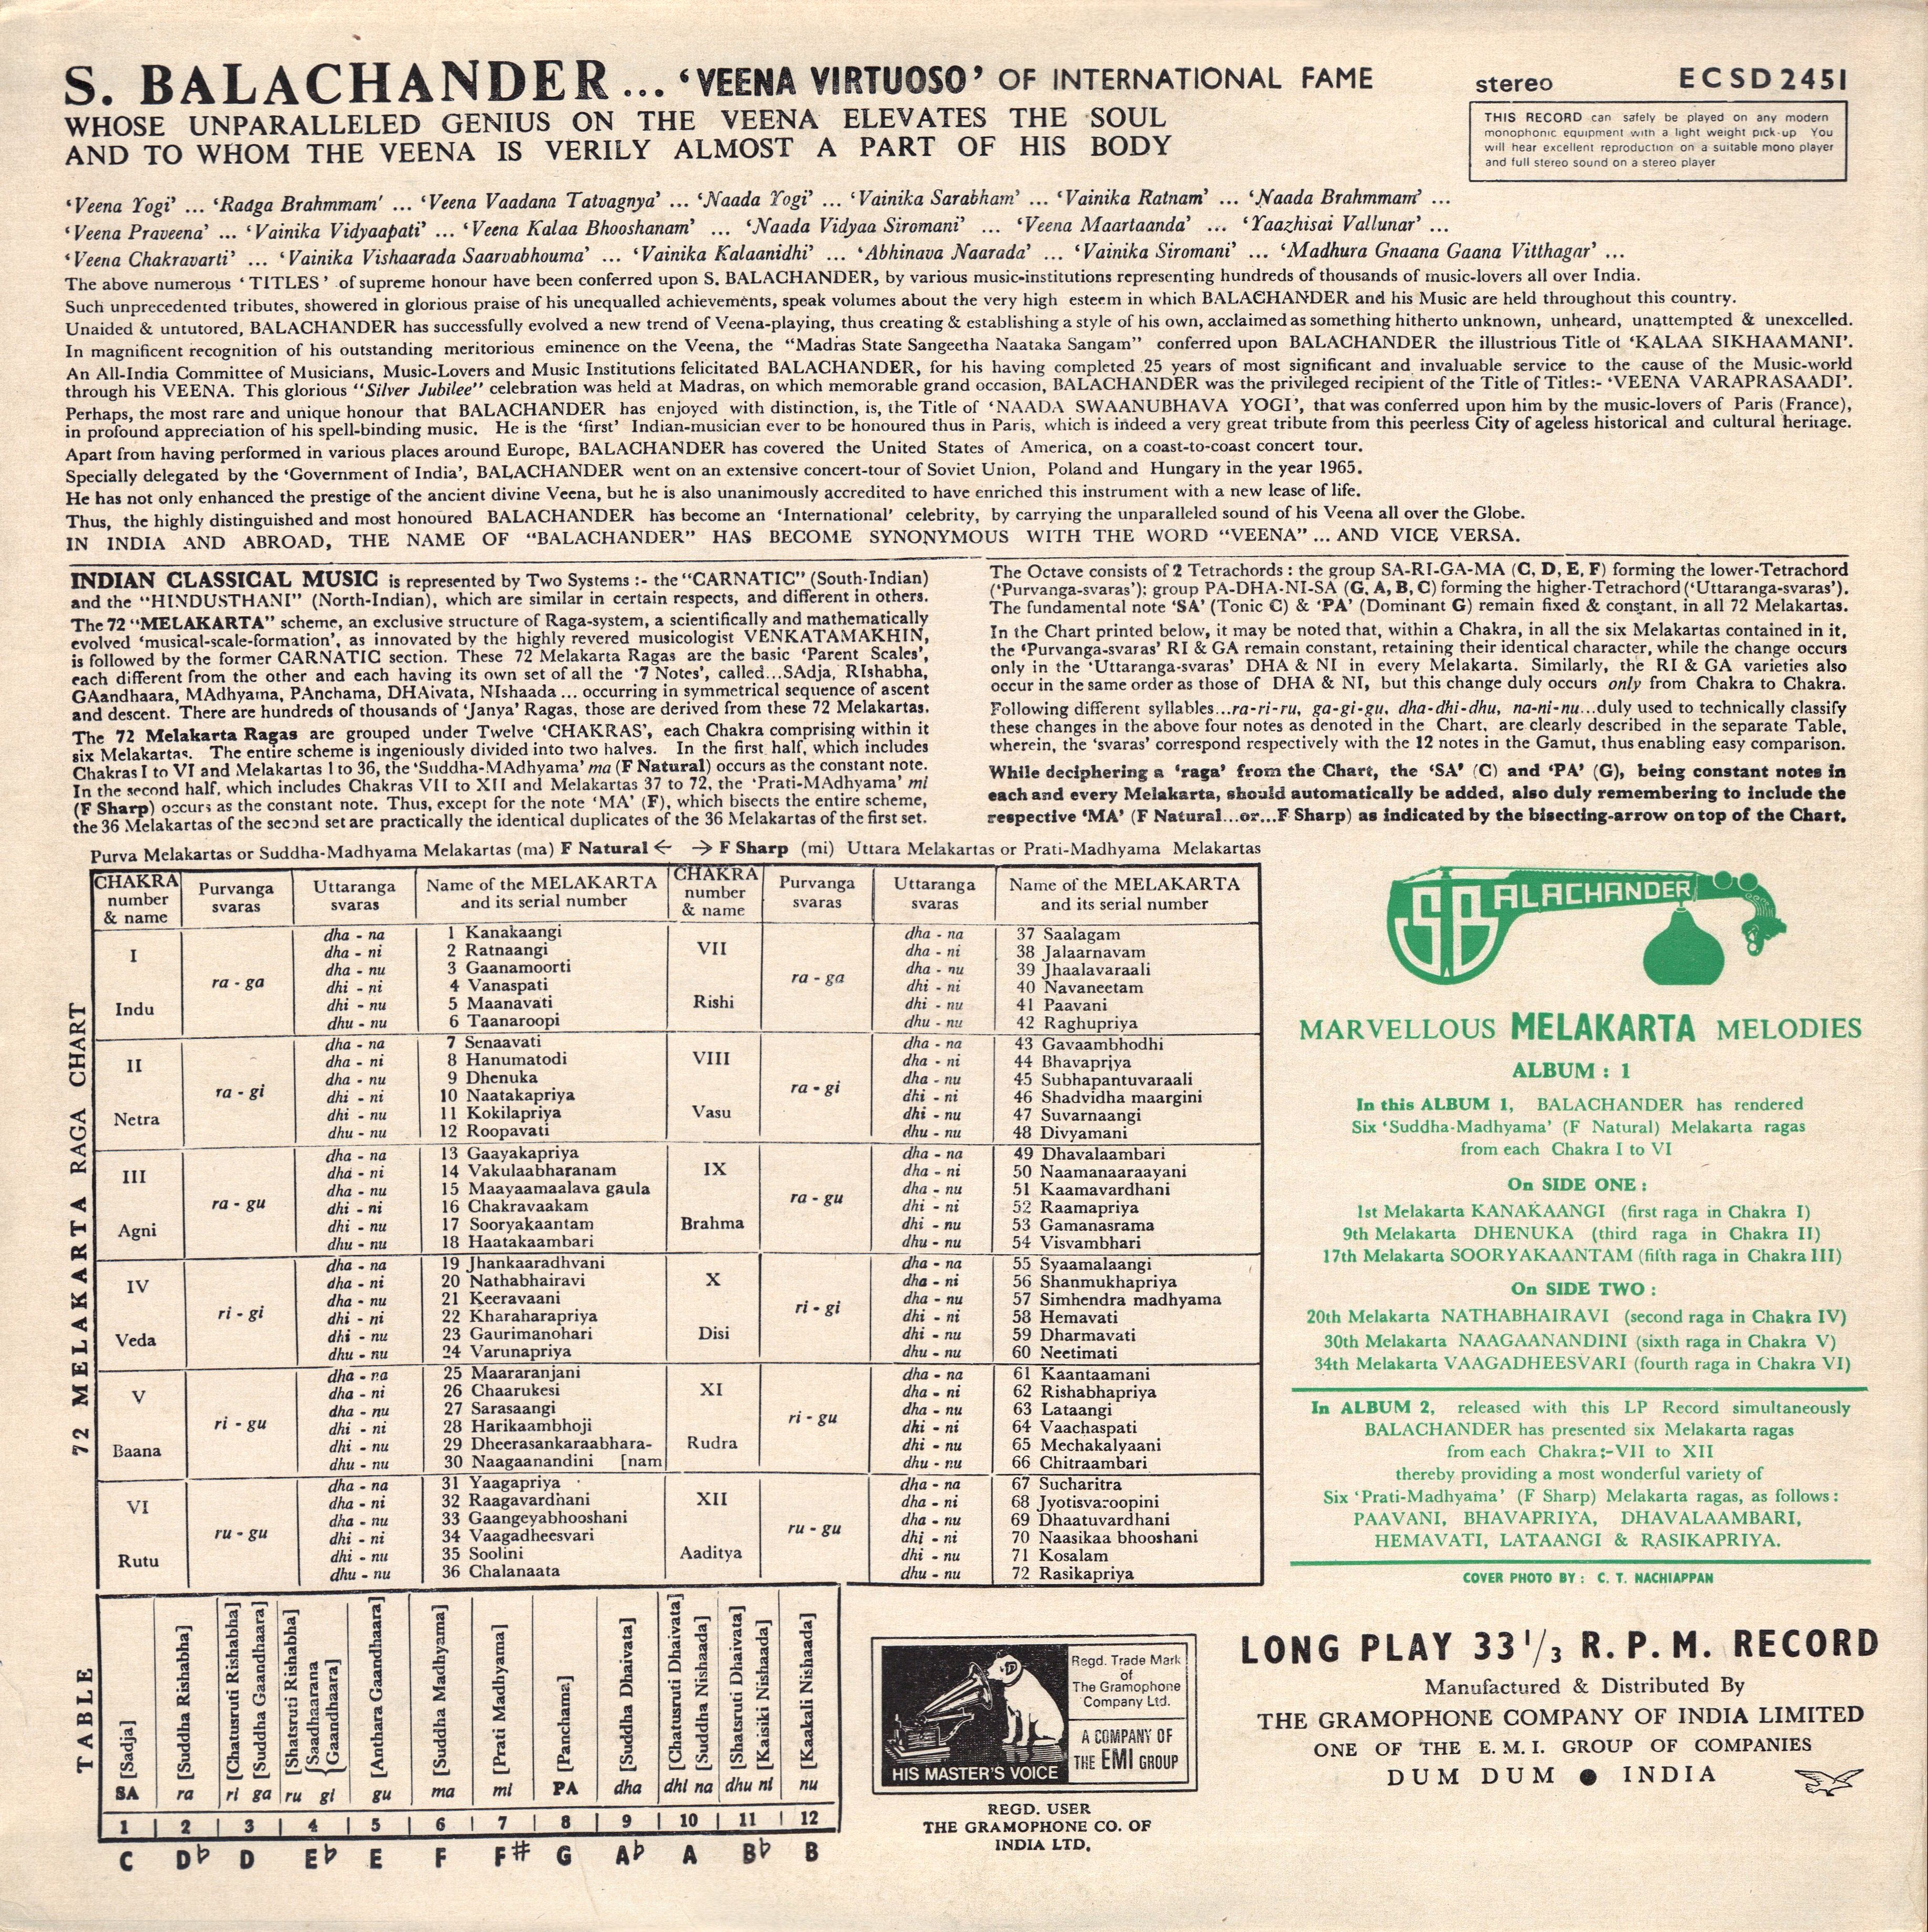 S. BALACHANDER... ‘VEENA VIRTUOSO’ OF INTERNATIONAL FAME
WHOSE UNPARALLELED GENIUS ON THE VEENA ELEVATES THE SOUL
AND TO WHOM THE VEENA IS VERILY ALMOST A PART OF HIS BODY
stereo ECSD 2451
THIS RECORD can safely be played on any modern
monophonic equipment with a light weight pick-up You
will hear excellent reproduction on a suitable mono player
and full stereo sound on a stereo player
‘Veena Yogi’ ... ‘Raaga Brahmmam’ ... ‘Veena Vaadana Tatvagnya’ ... ‘Naada Yogi’ ... ‘Vainika Sarabham’ ... ‘Vainika Ratnam’ ... ‘Naada Brahmmam’ ...
‘Veena Praveena’ ... ‘Vainika Vidyaapati’ ... ‘Veena Kalaa Bhooshanam’ ... ‘Naada Vidyaa Siromani’ ... ‘Veena Maartaanda’ ... ‘Yaazhisai Vallunar’ ...
‘Veena Chakravarti’ ... ‘Vainika Vishaarada Saarvabhouma’ ... ‘Vainika Kalaanidhi’ ... ‘Abhinava Naarada’ ... ‘Vainika Siromani’ ... ‘Madhura Gnaana Gaana Vitthagar’ ...
The above numerous ‘TITLES’ of supreme honour have been conferred upon S. BALACHANDER, by various music-institutions representing hundreds of thousands of music-lovers all over India.
Such unprecedented tributes, showered in glorious praise of his unequalled achievements, speak volumes about the very high esteem in which BALACHANDER and his Music are held throughout this country.
Unaided & untutored, BALACHANDER has successfully evolved a new trend of Veena-playing, thus creating & establishing a style of his own, acclaimed as something hitherto unknown, unheard, unattempted & unexcelled.
In magnificent recognition of his outstanding meritorious eminence on the Veena, the “Madras State Sangeetha Naataka Sangam” conferred upon BALACHANDER the illustrious Title of ‘KALAA SIKHAAMANI’.
An All-India Committee of Musicians, Music-Lovers and Music Institutions felicitated BALACHANDER, for his having completed 25 years of most significant and invaluable service to the cause of the Music-world
through his VEENA. This glorious “Silver Jubilee” celebration was held at Madras, on which memorable grand occasion, BALACHANDER was the privileged recipient of the Title of Titles:- ‘VEENA VARAPRASAADI’.
Perhaps, the most rare and unique honour that BALACHANDER has enjoyed with distinction, is, the Title of ‘NAADA SWAANUBHAVA YOGI’, that was conferred upon him by the music-lovers of Paris (France),
in profound appreciation of his spell-binding music. He is the ‘first’ Indian-musician ever to be honoured thus in Paris, which is indeed a very great tribute from this peerless City of ageless historical and cultural heritage.
Apart from having performed in various places around Europe, BALACHANDER has covered the United States of America, on a coast-to-coast concert tour.
Specially delegated by the ‘Government of India’, BALACHANDER went on an extensive concert-tour of Soviet Union, Poland and Hungary in the year 1965.
He has not only enhanced the prestige of the ancient divine Veena, but he is also unanimously accredited to have enriched this instrument with a new lease of life.
Thus, the highly distinguished and most honoured BALACHANDER has become an ‘International’ celebrity, by carrying the unparalleled sound of his Veena all over the Globe.
IN INDIA AND ABROAD, THE NAME OF “BALACHANDER” HAS BECOME SYNONYMOUS WITH THE WORD “VEENA” ... AND VICE VERSA.
INDIAN CLASSICAL MUSIC is represented by Two Systems :- the “CARNATIC” (South-Indian)
and the “HINDUSTHANI” (North-Indian), which are similar in certain respects, and different in others.
The 72 “MELAKARTA” scheme, an exclusive structure of Raga-system, a scientifically and mathematically
evolved ‘musical-scale-formation’, as innovated by the highly revered musicologist VENKATAMAKHIN,
is followed by the former CARNATIC section. These 72 Melakarta Ragas are the basic ‘Parent Scales’,
each different from the other and each having its own set of all the ‘7 Notes’, called...SAdja, RIshabha,
GAandhaara, MAdhyama, PAnchama, DHAivata, NIshaada ... occurring in symmetrical sequence of ascent
and descent. There are hundreds of thousands of ‘Janya’ Ragas, those are derived from these 72 Melakartas.
The 72 Melakarta Ragas are grouped under Twelve ‘CHAKRAS’, each Chakra comprising within it
six Melakartas. The entire scheme is ingeniously divided into two halves. In the first half, which includes
Chakras I to VI and Melakartas 1 to 36, the ‘Suddha-MAdhyama’ ma (F Natural) occurs as the constant note.
In the second half, which includes Chakras VII to XII and Melakartas 37 to 72, the ‘Prati-MAdhyama’ mi
(F Sharp) occurs as the constant note. Thus, except for the note ‘MA’ (F), which bisects the entire scheme,
the 36 Melakartas of the second set are practically the identical duplicates of the 36 Melakartas of the first set.
The Octave consists of 2 Tetrachords : the group SA-RI-GA-MA (C, D, E, F) forming the lower-Tetrachord
(‘Purvanga-svaras’); group PA-DHA-NI-SA (G, A, B, C) forming the higher-Tetrachord (‘Uttaranga-svaras’).
The fundamental note ‘SA’ (Tonic C) & ‘PA’ (Dominant G) remain fixed & constant, in all 72 Melakartas.
In the Chart printed below, it may be noted that, within a Chakra, in all the six Melakartas contained in it,
the ‘Purvanga-svaras’ RI & GA remain constant, retaining their identical character, while the change occurs
only in the ‘Uttaranga-svaras’ DHA & NI in every Melakarta. Similarly, the RI & GA varieties also
occur in the same order as those of DHA & NI, but this change duly occurs only from Chakra to Chakra.
Following different syllables...ra-ri-ru, ga-gi-gu, dha-dhi-dhu, na-ni-nu...duly used to technically classify
these changes in the above four notes as denoted in the Chart, are clearly described in the separate Table,
wherein, the ‘svaras’ correspond respectively with the 12 notes in the Gamut, thus enabling easy comparison.
While deciphering a ‘raga’ from the Chart, the ‘SA’ (C) and ‘PA’ (G), being constant notes in
each and every Melakarta, should automatically be added, also duly remembering to include the
respective ‘MA’ (F Natural...or...F Sharp) as indicated by the bisecting-arrow on top of the Chart.
Purva Melakartas or Suddha-Madhyama Melakartas (ma) F Natural ← → F Sharp (mi) Uttara Melakartas or Prati-Madhyama Melakartas
72 MELAKARTA RAGA CHART
CHAKRA number & name | Purvanga svaras | Uttaranga svaras | Name of the MELAKARTA and its serial number | CHAKRA number & name | Purvanga svaras | Uttaranga svaras | Name of the MELAKARTA and its serial number
I Indu ra - ga | VII Rishi ra - ga
dha - na 1 Kanakaangi | dha - na 37 Saalagam
dha - ni 2 Ratnaangi | dha - ni 38 Jalaarnavam
dha - nu 3 Gaanamoorti | dha - nu 39 Jhaalavaraali
dhi - ni 4 Vanaspati | dhi - ni 40 Navaneetam
dhi - nu 5 Maanavati | dhi - nu 41 Paavani
dhu - nu 6 Taanaroopi | dhu - nu 42 Raghupriya
II Netra ra - gi | VIII Vasu ra - gi
dha - na 7 Senaavati | dha - na 43 Gavaambhodhi
dha - ni 8 Hanumatodi | dha - ni 44 Bhavapriya
dha - nu 9 Dhenuka | dha - nu 45 Subhapantuvaraali
dhi - ni 10 Naatakapriya | dhi - ni 46 Shadvidha maargini
dhi - nu 11 Kokilapriya | dhi - nu 47 Suvarnaangi
dhu - nu 12 Roopavati | dhu - nu 48 Divyamani
III Agni ra - gu | IX Brahma ra - gu
dha - na 13 Gaayakapriya | dha - na 49 Dhavalaambari
dha - ni 14 Vakulaabharanam | dha - ni 50 Naamanaaraayani
dha - nu 15 Maayaamaalava gaula | dha - nu 51 Kaamavardhani
dhi - ni 16 Chakravaakam | dhi - ni 52 Raamapriya
dhi - nu 17 Sooryakaantam | dhi - nu 53 Gamanasrama
dhu - nu 18 Haatakaambari | dhu - nu 54 Visvambhari
IV Veda ri - gi | X Disi ri - gi
dha - na 19 Jhankaaradhvani | dha - na 55 Syaamalaangi
dha - ni 20 Nathabhairavi | dha - ni 56 Shanmukhapriya
dha - nu 21 Keeravaani | dha - nu 57 Simhendra madhyama
dhi - ni 22 Kharaharapriya | dhi - ni 58 Hemavati
dhi - nu 23 Gaurimanohari | dhi - nu 59 Dharmavati
dhu - nu 24 Varunapriya | dhu - nu 60 Neetimati
V Baana ri - gu | XI Rudra ri - gu
dha - na 25 Maararanjani | dha - na 61 Kaantaamani
dha - ni 26 Chaarukesi | dha - ni 62 Rishabhapriya
dha - nu 27 Sarasaangi | dha - nu 63 Lataangi
dhi - ni 28 Harikaambhoji | dhi - ni 64 Vaachaspati
dhi - nu 29 Dheerasankaraabhara- | dhi - nu 65 Mechakalyaani
dhu - nu 30 Naagaanandini [nam | dhu - nu 66 Chitraambari
VI Rutu ru - gu | XII Aaditya ru - gu
dha - na 31 Yaagapriya | dha - na 67 Sucharitra
dha - ni 32 Raagavardhani | dha - ni 68 Jyotisvaroopini
dha - nu 33 Gaangeyabhooshani | dha - nu 69 Dhaatuvardhani
dhi - ni 34 Vaagadheesvari | dhi - ni 70 Naasikaa bhooshani
dhi - nu 35 Soolini | dhi - nu 71 Kosalam
dhu - nu 36 Chalanaata | dhu - nu 72 Rasikapriya
TABLE
[Sadja] [Suddha Rishabha] [Chatusruti Rishabha] [Suddha Gaandhaara] [Shatsruti Rishabha] [Saadhaarana Gaandhaara] [Anthara Gaandhaara] [Suddha Madhyama] [Prati Madhyama] [Panchama] [Suddha Dhaivata] [Chatusruti Dhaivata] [Suddha Nishaada] [Shatsruti Dhaivata] [Kaisiki Nishaada] [Kaakali Nishaada]
SA ra ri ga ru gi gu ma mi PA dha dhi na dhu ni nu
1 2 3 4 5 6 7 8 9 10 11 12
C D♭ D E♭ E F F# G A♭ A B♭ B
SBALACHANDER
MARVELLOUS MELAKARTA MELODIES
ALBUM : 1
In this ALBUM 1, BALACHANDER has rendered
Six ‘Suddha-Madhyama’ (F Natural) Melakarta ragas
from each Chakra I to VI
On SIDE ONE :
1st Melakarta KANAKAANGI (first raga in Chakra I)
9th Melakarta DHENUKA (third raga in Chakra II)
17th Melakarta SOORYAKAANTAM (fifth raga in Chakra III)
On SIDE TWO :
20th Melakarta NATHABHAIRAVI (second raga in Chakra IV)
30th Melakarta NAAGAANANDINI (sixth raga in Chakra V)
34th Melakarta VAAGADHEESVARI (fourth raga in Chakra VI)
In ALBUM 2, released with this LP Record simultaneously
BALACHANDER has presented six Melakarta ragas
from each Chakra:-VII to XII
thereby providing a most wonderful variety of
Six ‘Prati-Madhyama’ (F Sharp) Melakarta ragas, as follows :
PAAVANI, BHAVAPRIYA, DHAVALAAMBARI,
HEMAVATI, LATAANGI & RASIKAPRIYA.
COVER PHOTO BY : C. T. NACHIAPPAN
HIS MASTER'S VOICE
Regd. Trade Mark
of
The Gramophone
Company Ltd.
A COMPANY OF
THE EMI GROUP
REGD. USER
THE GRAMOPHONE CO. OF
INDIA LTD.
LONG PLAY 33 1/3 R. P. M. RECORD
Manufactured & Distributed By
THE GRAMOPHONE COMPANY OF INDIA LIMITED
ONE OF THE E. M. I. GROUP OF COMPANIES
DUM DUM ● INDIA